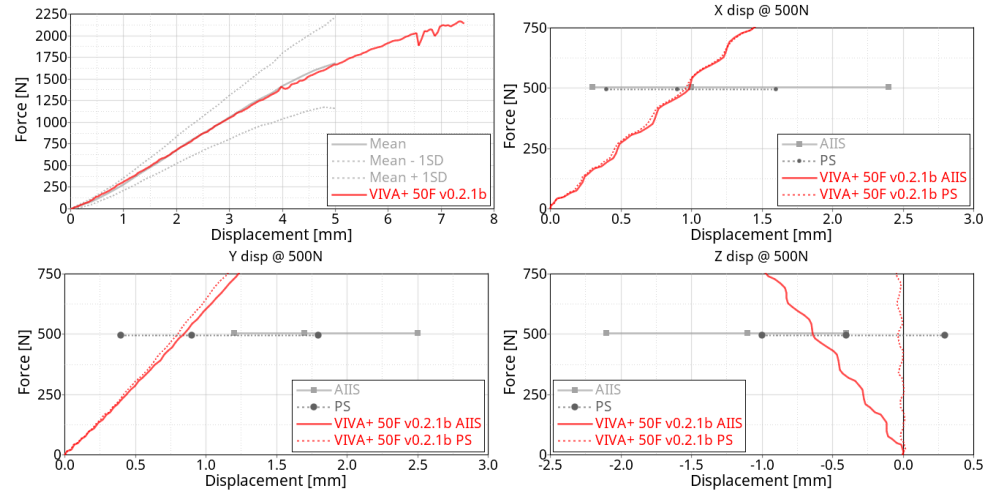 2250
2000
1750
1500
1250
1000
750
500
250
0
Force [N]
0 1 2 3 4 5 6 7 8
Displacement [mm]
Mean
Mean - 1SD
Mean + 1SD
VIVA+ 50F v0.2.1b
X disp @ 500N
750
500
250
0
Force [N]
0.0 0.5 1.0 1.5 2.0 2.5 3.0
Displacement [mm]
AIIS
PS
VIVA+ 50F v0.2.1b AIIS
VIVA+ 50F v0.2.1b PS
Y disp @ 500N
750
500
250
0
Force [N]
0.0 0.5 1.0 1.5 2.0 2.5 3.0
Displacement [mm]
AIIS
PS
VIVA+ 50F v0.2.1b AIIS
VIVA+ 50F v0.2.1b PS
Z disp @ 500N
750
500
250
0
Force [N]
-2.5 -2.0 -1.5 -1.0 -0.5 0.0 0.5
Displacement [mm]
AIIS
PS
VIVA+ 50F v0.2.1b AIIS
VIVA+ 50F v0.2.1b PS